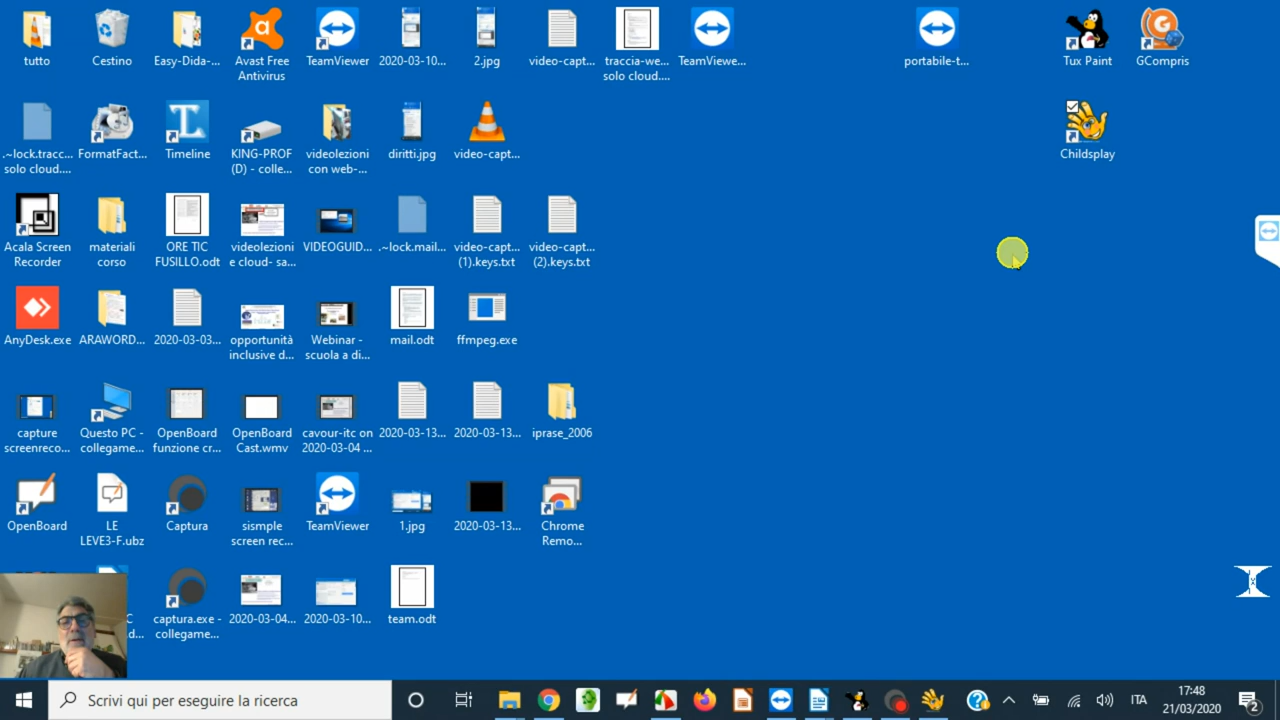 tutto
Cestino
Easy-Dida-...
Avast Free
Antivirus
TeamViewer
2020-03-10...
2.jpg
video-capt...
traccia-we...
solo cloud....
TeamViewe...
portabile-t...
Tux Paint
GCompris
.~lock.tracc...
solo cloud....
FormatFact...
Timeline
KING-PROF
(D) - colle...
videolezioni
con web-...
diritti.jpg
video-capt...
Childsplay
Acala Screen
Recorder
materiali
corso
ORE TIC
FUSILLO.odt
videolezioni
e cloud- sa...
VIDEOGUID...
.~lock.mail...
video-capt...
(1).keys.txt
video-capt...
(2).keys.txt
AnyDesk.exe
ARAWORD...
2020-03-03...
opportunità
inclusive d...
Webinar -
scuola a di...
mail.odt
ffmpeg.exe
capture
screenreco...
Questo PC -
collegame...
OpenBoard
funzione cr...
OpenBoard
Cast.wmv
cavour-itc on
2020-03-04 ...
2020-03-13...
2020-03-13...
iprase_2006
OpenBoard
LE
LEVE3-F.ubz
Captura
sismple
screen rec...
TeamViewer
1.jpg
2020-03-13...
Chrome
Remo...
captura.exe -
collegame...
2020-03-04...
2020-03-10...
team.odt
Scrivi qui per eseguire la ricerca
ITA
17:48
21/03/2020
2